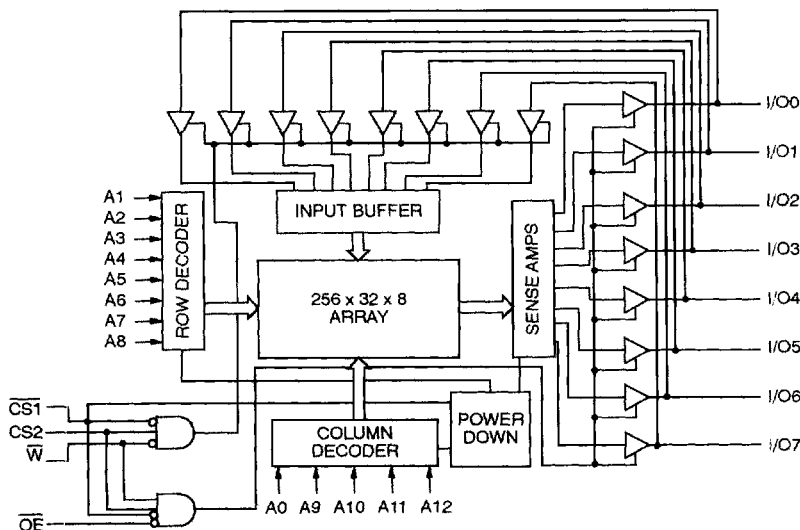 I/O0
I/O1
I/O2
I/O3
I/O4
I/O5
I/O6
I/O7
INPUT BUFFER
A1
A2
A3
A4
A5
A6
A7
A8
ROW DECODER
256 x 32 x 8
ARRAY
SENSE AMPS
CS1
CS2
W
OE
COLUMN
DECODER
POWER
DOWN
A0 A9 A10 A11 A12